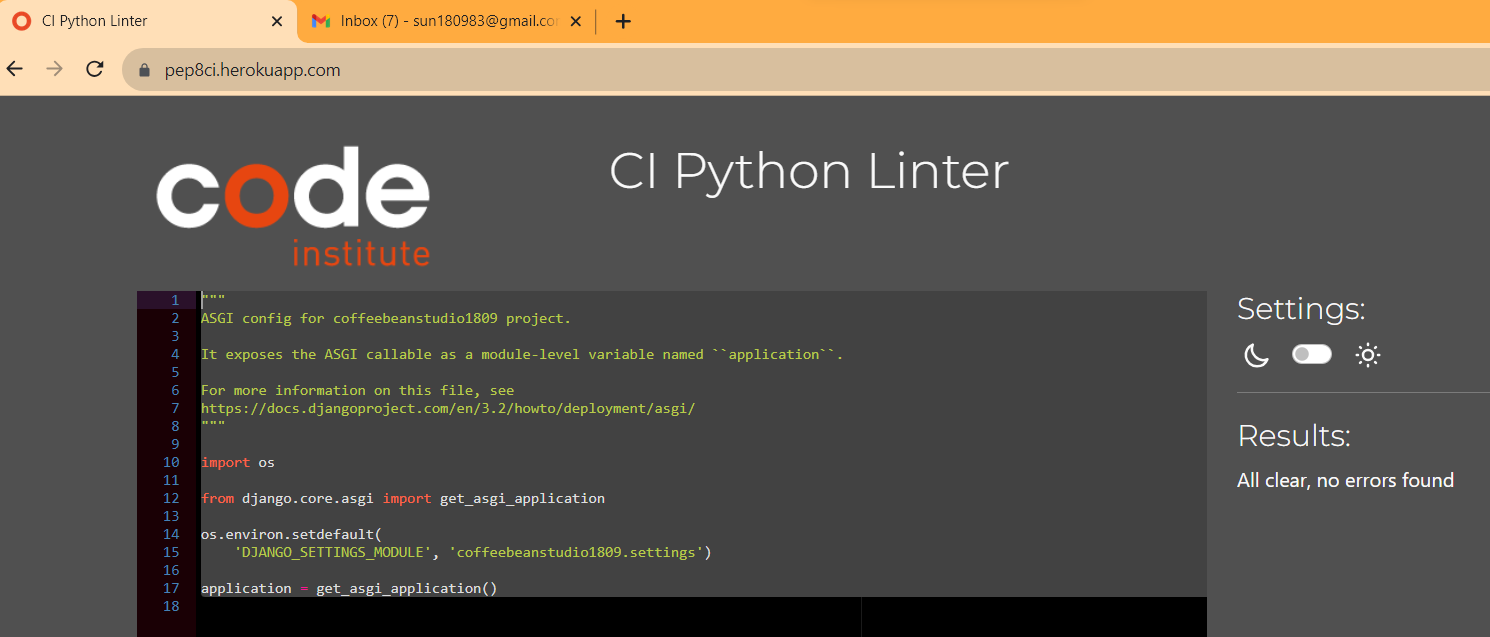 CI Python Linter
Inbox (7) - sun180983@gmail.co
pep8ci.herokuapp.com
code
institute
CI Python Linter
1 """
2 ASGI config for coffeebeanstudio1809 project.
3
4 It exposes the ASGI callable as a module-level variable named ``application``.
5
6 For more information on this file, see
7 https://docs.djangoproject.com/en/3.2/howto/deployment/asgi/
8 """
9
10 import os
11
12 from django.core.asgi import get_asgi_application
13
14 os.environ.setdefault(
15     'DJANGO_SETTINGS_MODULE', 'coffeebeanstudio1809.settings')
16
17 application = get_asgi_application()
18
Settings:
Results:
All clear, no errors found